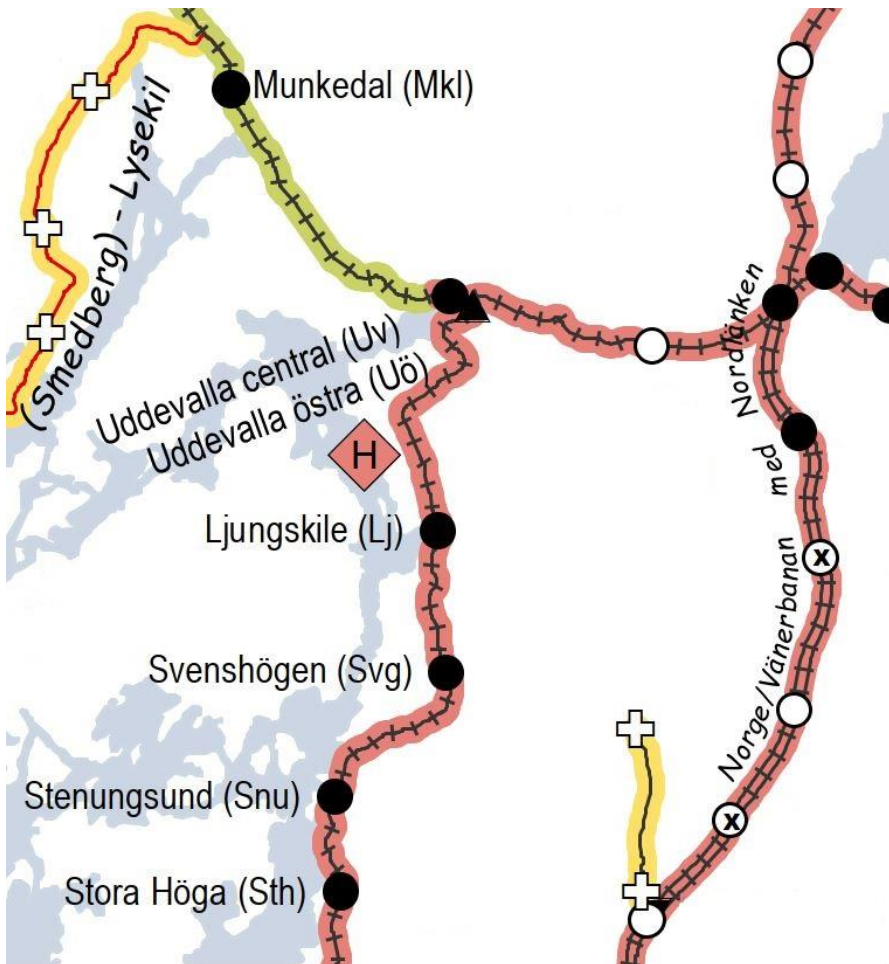 Munkedal (Mkl)
(Smedberg) - Lysekil
Uddevalla central (Uv)
Uddevalla östra (Uö)
H
Ljungskile (Lj)
Svenshögen (Svg)
Stenungsund (Snu)
Stora Höga (Sth)
Norge/Vänerbanan med Nordlänken
x
x